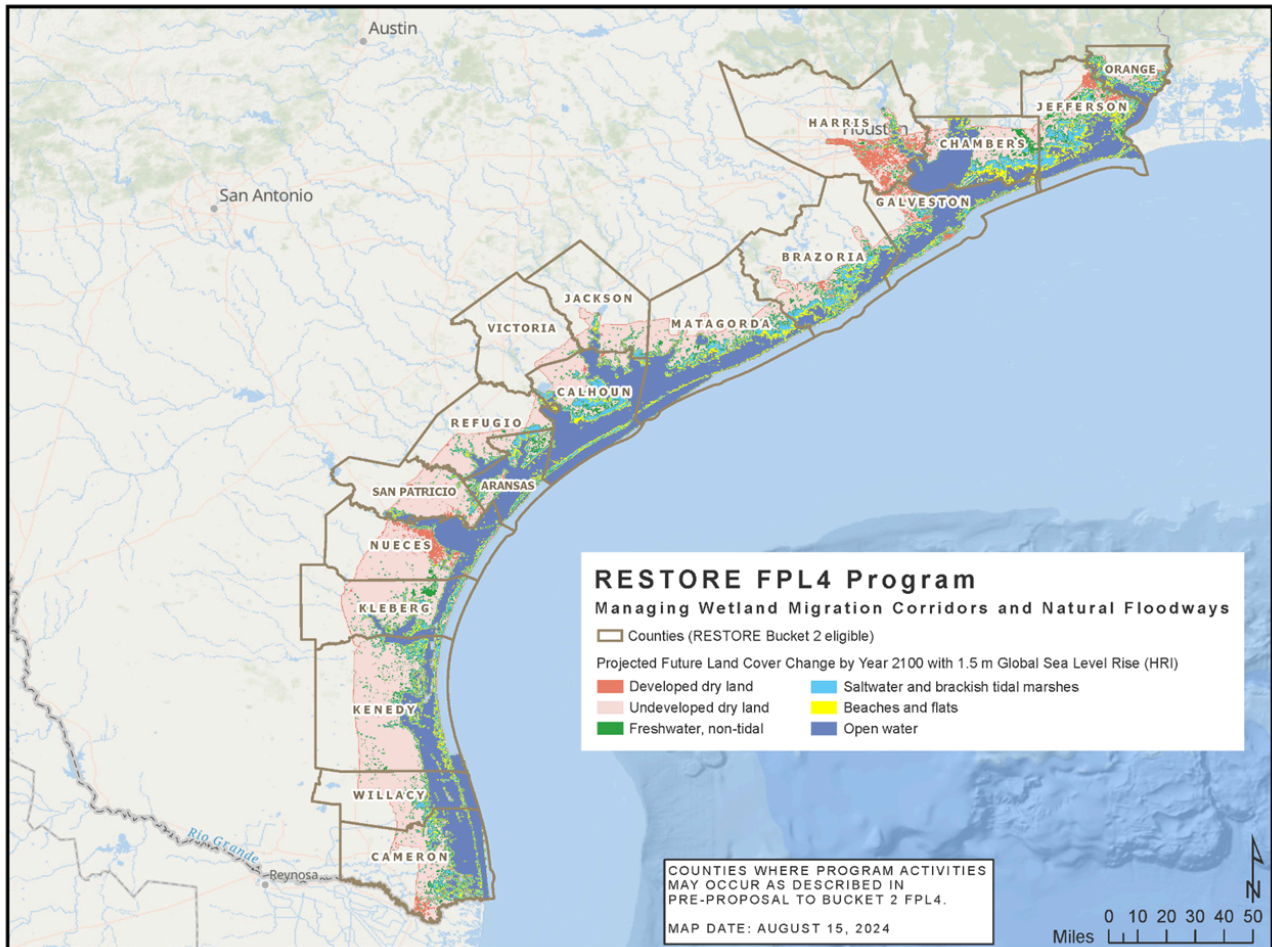 Austin
San Antonio
ORANGE
JEFFERSON
HARRIS
Houston
CHAMBERS
GALVESTON
BRAZORIA
JACKSON
MATAGORDA
VICTORIA
CALHOUN
REFUGIO
ARANSAS
SAN PATRICIO
NUECES
KLEBERG
KENEDY
WILLACY
CAMERON
Rio Grande
Reynosa
RESTORE FPL4 Program
Managing Wetland Migration Corridors and Natural Floodways
Counties (RESTORE Bucket 2 eligible)
Projected Future Land Cover Change by Year 2100 with 1.5 m Global Sea Level Rise (HRI)
Developed dry land
Undeveloped dry land
Freshwater, non-tidal
Saltwater and brackish tidal marshes
Beaches and flats
Open water
COUNTIES WHERE PROGRAM ACTIVITIES
MAY OCCUR AS DESCRIBED IN
PRE-PROPOSAL TO BUCKET 2 FPL4.
MAP DATE: AUGUST 15, 2024
N
Miles
0 10 20 30 40 50